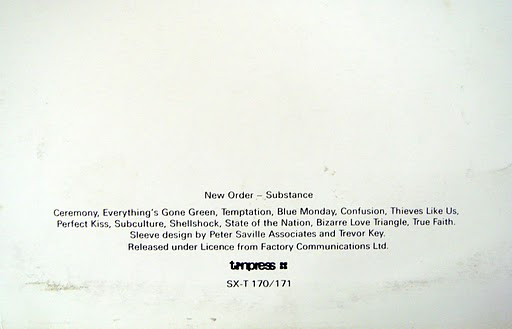 New Order – Substance
Ceremony, Everything's Gone Green, Temptation, Blue Monday, Confusion, Thieves Like Us,
Perfect Kiss, Subculture, Shellshock, State of the Nation, Bizarre Love Triangle, True Faith.
Sleeve design by Peter Saville Associates and Trevor Key.
Released under Licence from Factory Communications Ltd.
SX-T 170/171